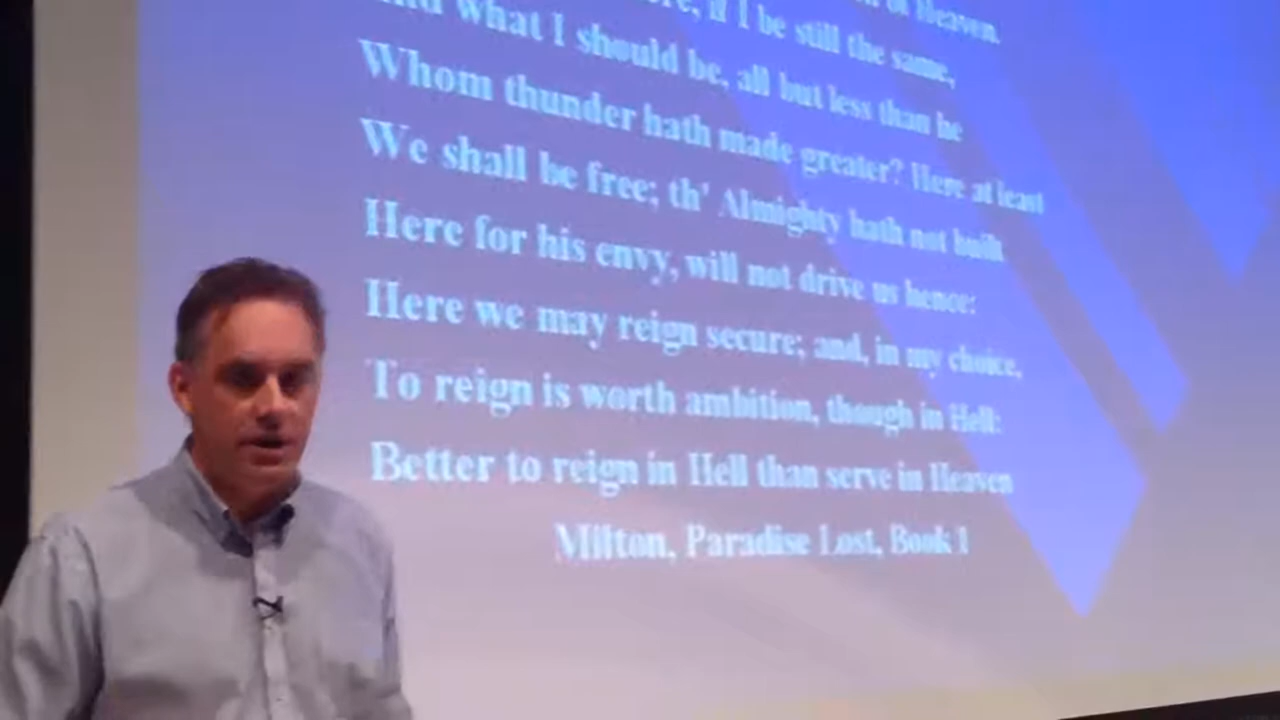 of Heaven.
if I be still the same,
And what I should be, all but less than he
Whom thunder hath made greater? Here at least
We shall be free; th' Almighty hath not built
Here for his envy, will not drive us hence:
Here we may reign secure; and, in my choice,
To reign is worth ambition, though in Hell:
Better to reign in Hell than serve in Heaven
Milton, Paradise Lost, Book 1